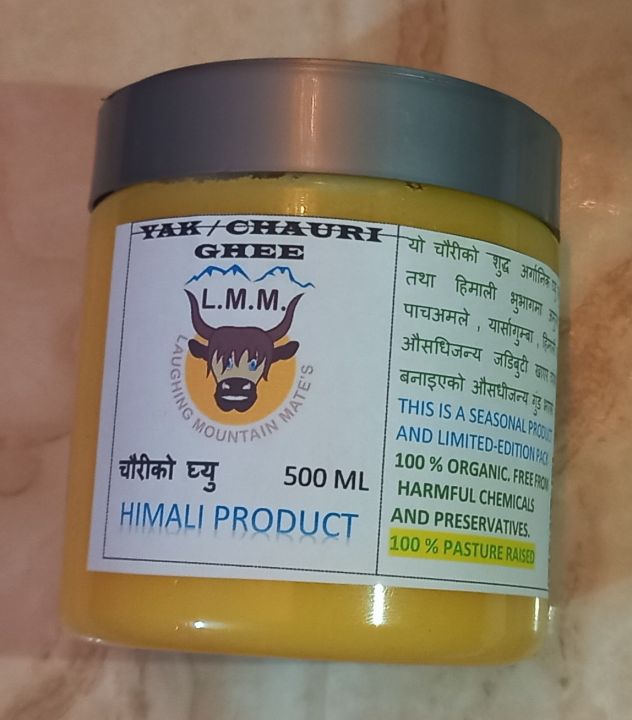 YAK / CHAURI
GHEE
L.M.M.
LAUGHING MOUNTAIN MATE'S
चौरीको घ्यु
500 ML
HIMALI PRODUCT
यो चौरीको शुद्ध अर्गानिक
तथा हिमाली भुभागमा
पाचअमले , यार्सागुम्बा ,
औसधिजन्य जडिबुटी
बनाइएको औसधीजन्य
THIS IS A SEASONAL PRODUCT
AND LIMITED-EDITION PACK
100 % ORGANIC. FREE FROM
HARMFUL CHEMICALS
AND PRESERVATIVES.
100 % PASTURE RAISED